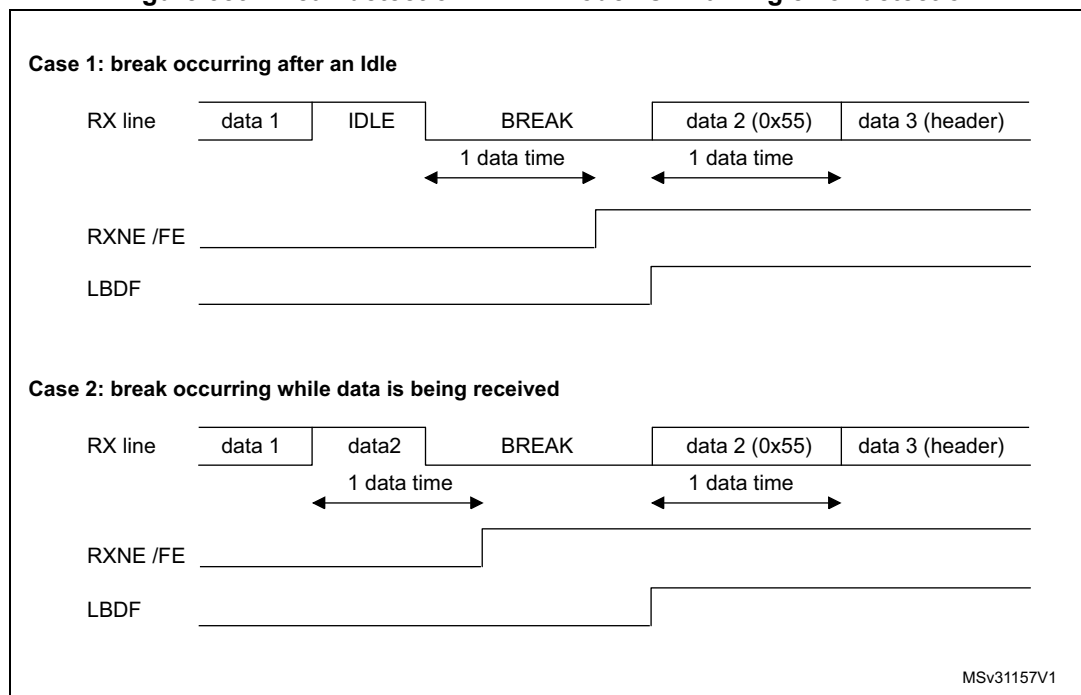 Case 1: break occurring after an Idle
RX line data 1 IDLE BREAK data 2 (0x55) data 3 (header)
1 data time 1 data time
RXNE /FE
LBDF
Case 2: break occurring while data is being received
RX line data 1 data2 BREAK data 2 (0x55) data 3 (header)
1 data time 1 data time
RXNE /FE
LBDF
MSv31157V1